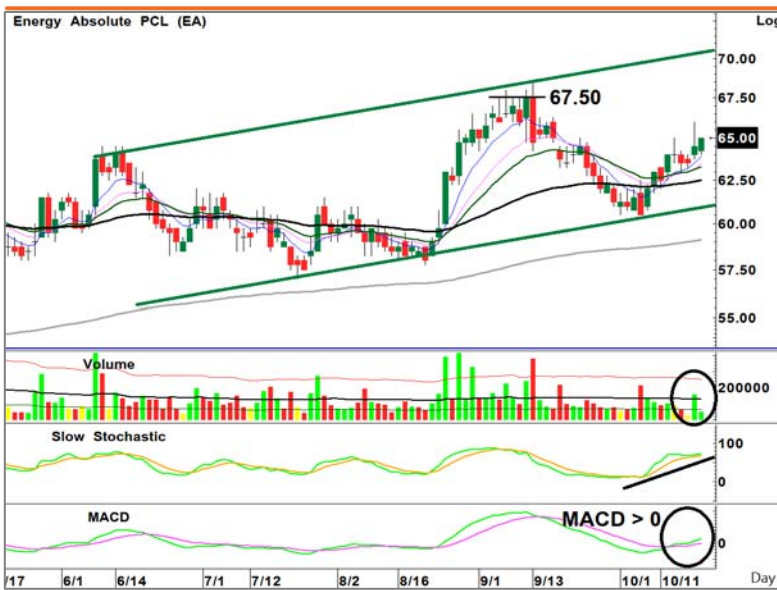 Energy Absolute PCL (EA)
Log
70.00
67.50
67.50
65.00
62.50
60.00
57.50
55.00
Volume
200000
Slow Stochastic
100
0
MACD
MACD > 0
0
/17 6/1 6/14 7/1 7/12 8/2 8/16 9/1 9/13 10/1 10/11 Day